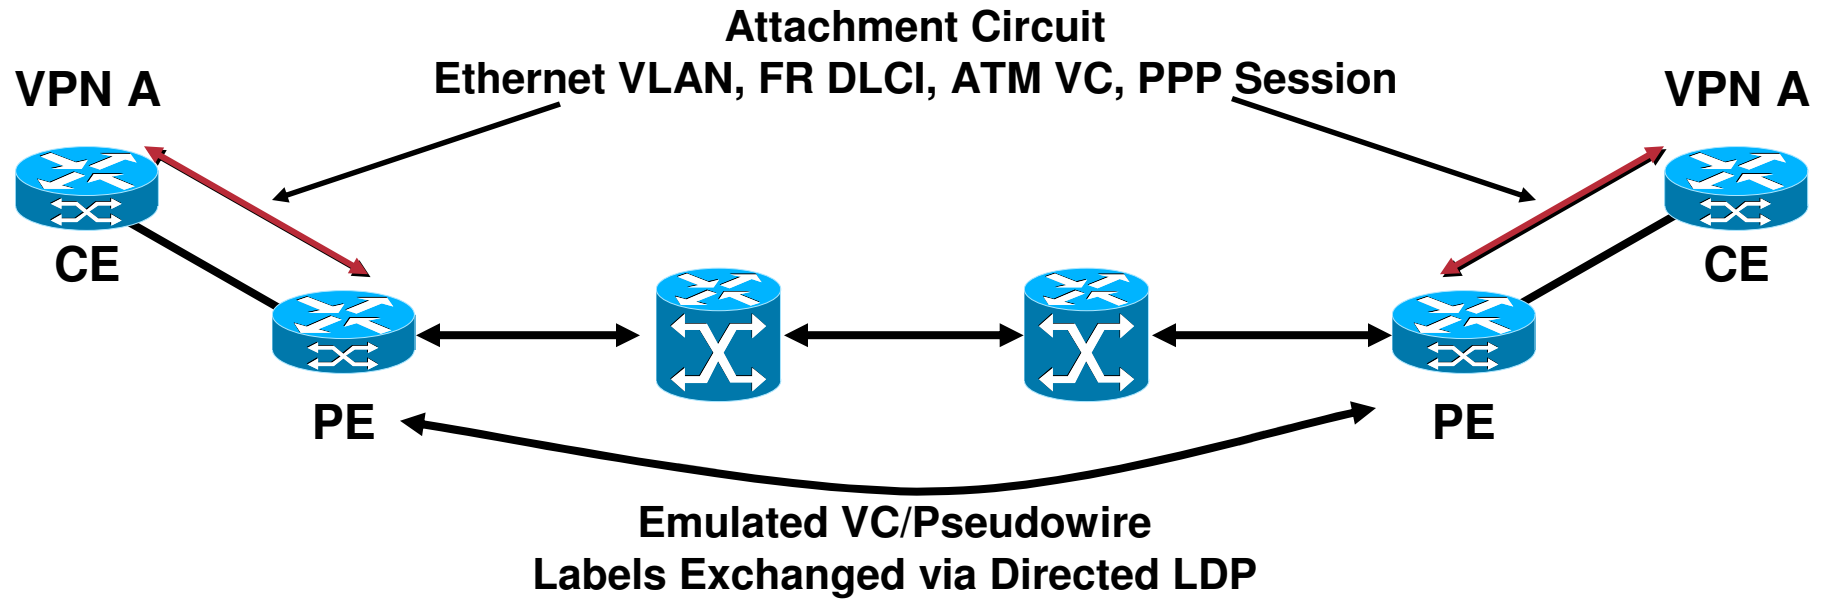 Attachment Circuit
Ethernet VLAN, FR DLCI, ATM VC, PPP Session
VPN A
VPN A
CE
CE
PE
PE
Emulated VC/Pseudowire
Labels Exchanged via Directed LDP